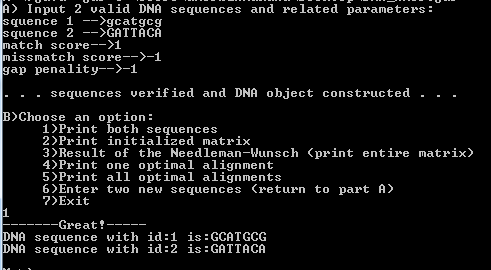 A) Input 2 valid DNA sequences and related parameters:
squence 1 -->gcatgcg
squence 2 -->GATTACA
match score-->1
missmatch score-->-1
gap penality-->-1
. . . sequences verified and DNA object constructed . . .
B)Choose an option:
1)Print both sequences
2)Print initialized matrix
3)Result of the Needleman-Wunsch (print entire matrix)
4)Print one optimal alignment
5)Print all optimal alignments
6)Enter two new sequences (return to part A)
7)Exit
1
-------Great!-----
DNA sequence with id:1 is:GCATGCG
DNA sequence with id:2 is:GATTACA